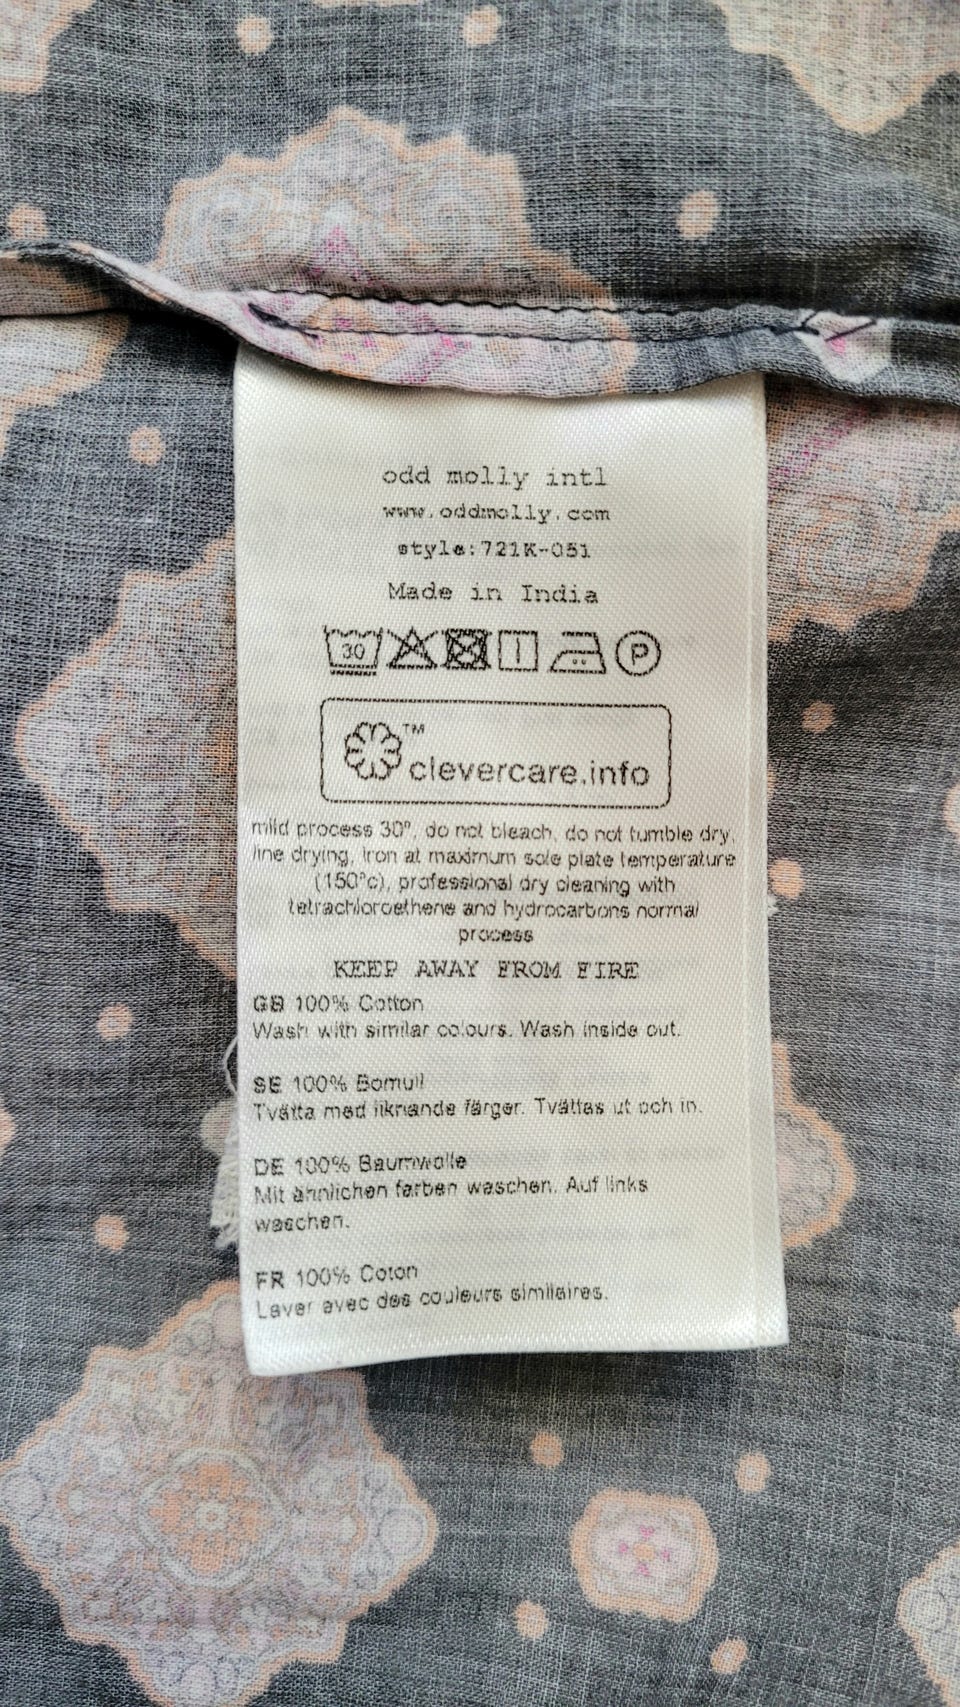 odd molly intl
www.oddmolly.com
style:721K-051
Made in India
30 P
TM
clevercare.info
mild process 30°, do not bleach, do not tumble dry,
line drying, Iron at maximum sole plate temperature
(150°c), professional dry cleaning with
tetrachloroethene and hydrocarbons normal
process
KEEP AWAY FROM FIRE
GB 100% Cotton
Wash with similar colours. Wash inside out.
SE 100% Bomull
Tvätta med liknande färger. Tvättas ut och in.
DE 100% Baumwolle
Mit ähnlichen farben waschen. Auf links
waschen.
FR 100% Coton
Laver avec des couleurs similaires.